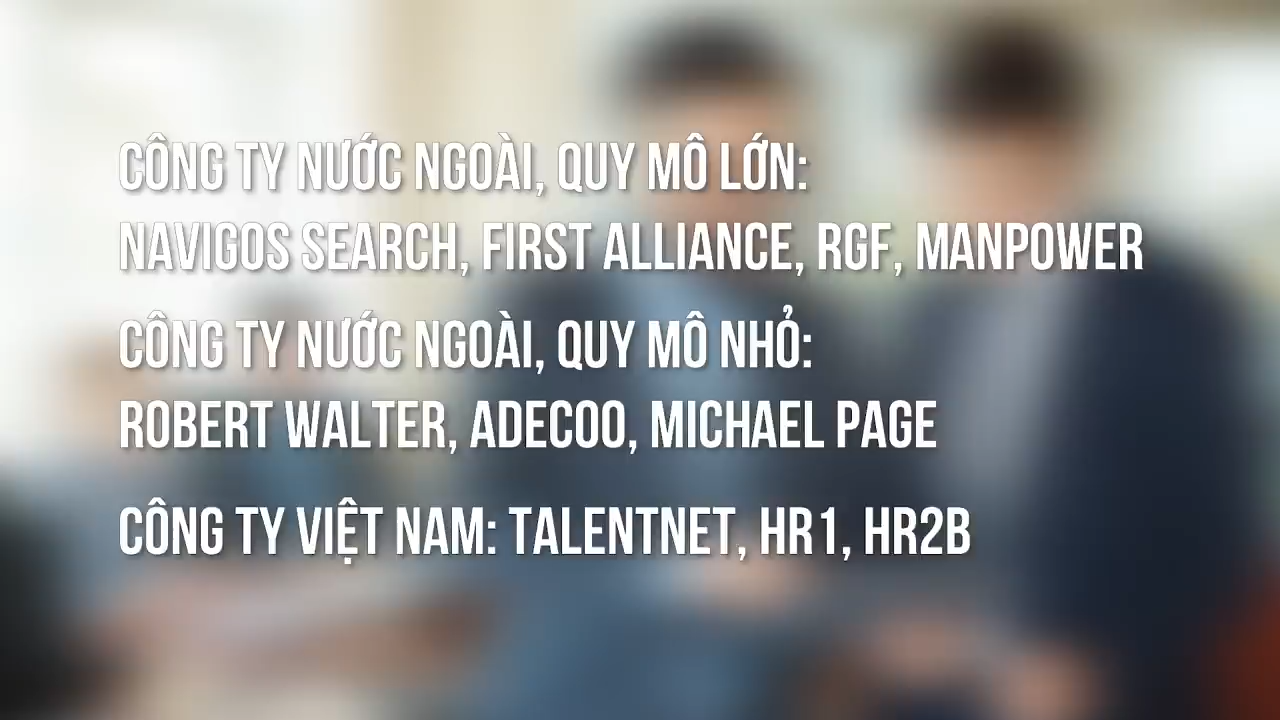 CÔNG TY NƯỚC NGOÀI, QUY MÔ LỚN:
NAVIGOS SEARCH, FIRST ALLIANCE, RGF, MANPOWER
CÔNG TY NƯỚC NGOÀI, QUY MÔ NHỎ:
ROBERT WALTER, ADECOO, MICHAEL PAGE
CÔNG TY VIỆT NAM: TALENTNET, HR1, HR2B